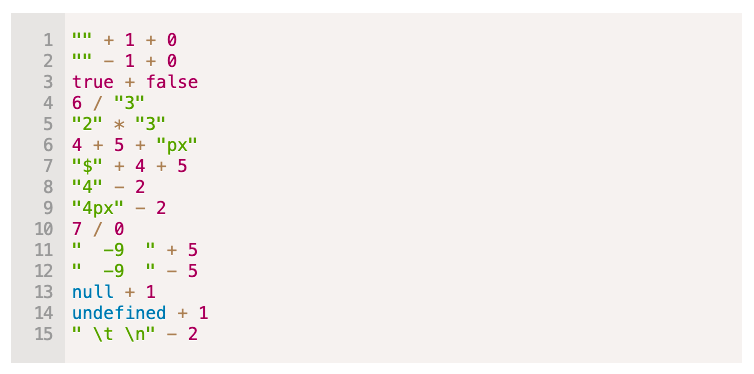 1 "" + 1 + 0
2 "" - 1 + 0
3 true + false
4 6 / "3"
5 "2" * "3"
6 4 + 5 + "px"
7 "$" + 4 + 5
8 "4" - 2
9 "4px" - 2
10 7 / 0
11 "  -9  " + 5
12 "  -9  " - 5
13 null + 1
14 undefined + 1
15 " \t \n" - 2